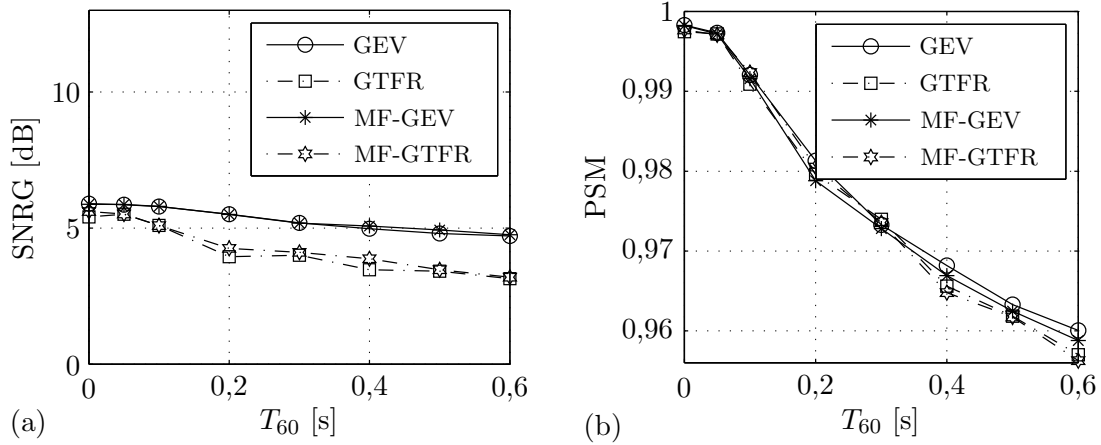 GEV
GTFR
MF-GEV
MF-GTFR
10
5
0
SNRG [dB]
0 0,2 0,4 0,6
T60 [s]
(a)
GEV
GTFR
MF-GEV
MF-GTFR
1
0,99
0,98
0,97
0,96
PSM
0 0,2 0,4 0,6
T60 [s]
(b)